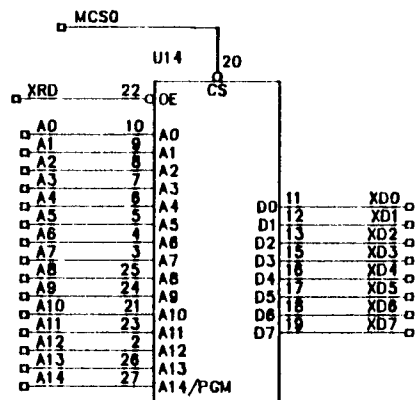 MCS0
U14 20
CS
XRD 22 OE
A0 10 A0
A1 9 A1
A2 8 A2
A3 7 A3
A4 6 A4
A5 5 A5
A6 4 A6
A7 3 A7
A8 25 A8
A9 24 A9
A10 21 A10
A11 23 A11
A12 2 A12
A13 26 A13
A14 27 A14/PGM
D0 11 XD0
D1 12 XD1
D2 13 XD2
D3 15 XD3
D4 16 XD4
D5 17 XD5
D6 18 XD6
D7 19 XD7